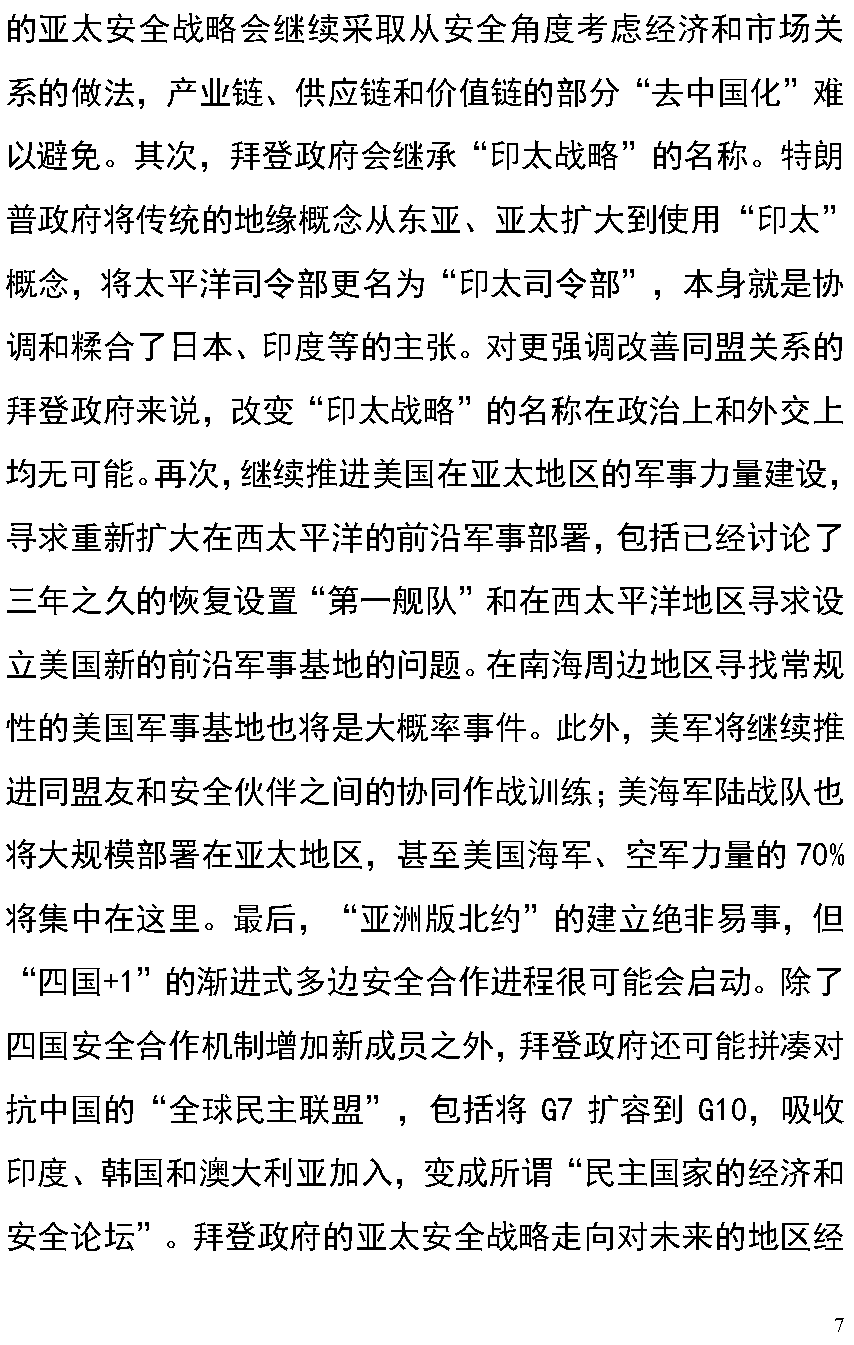 的亚太安全战略会继续采取从安全角度考虑经济和市场关
系的做法，产业链、供应链和价值链的部分“去中国化”难
以避免。其次，拜登政府会继承“印太战略”的名称。特朗
普政府将传统的地缘概念从东亚、亚太扩大到使用“印太”
概念，将太平洋司令部更名为“印太司令部”，本身就是协
调和糅合了日本、印度等的主张。对更强调改善同盟关系的
拜登政府来说，改变“印太战略”的名称在政治上和外交上
均无可能。再次，继续推进美国在亚太地区的军事力量建设，
寻求重新扩大在西太平洋的前沿军事部署，包括已经讨论了
三年之久的恢复设置“第一舰队”和在西太平洋地区寻求设
立美国新的前沿军事基地的问题。在南海周边地区寻找常规
性的美国军事基地也将是大概率事件。此外，美军将继续推
进同盟友和安全伙伴之间的协同作战训练；美海军陆战队也
将大规模部署在亚太地区，甚至美国海军、空军力量的 70%
将集中在这里。最后，“亚洲版北约”的建立绝非易事，但
“四国+1”的渐进式多边安全合作进程很可能会启动。除了
四国安全合作机制增加新成员之外，拜登政府还可能拼凑对
抗中国的“全球民主联盟”，包括将 G7 扩容到 G10，吸收
印度、韩国和澳大利亚加入，变成所谓“民主国家的经济和
安全论坛”。拜登政府的亚太安全战略走向对未来的地区经
7